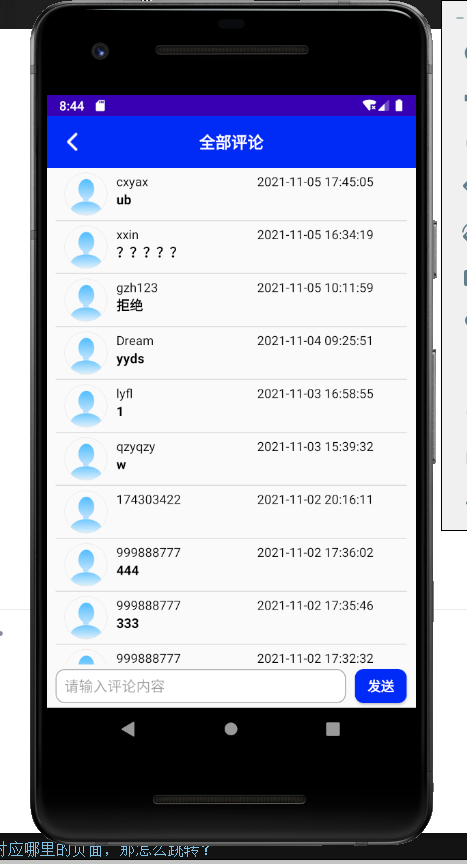 8:44
全部评论
cxyax 2021-11-05 17:45:05
ub
xxin 2021-11-05 16:34:19
？？？？？
gzh123 2021-11-05 10:11:59
拒绝
Dream 2021-11-04 09:25:51
yyds
lyfl 2021-11-03 16:58:55
1
qzyqzy 2021-11-03 15:39:32
w
174303422 2021-11-02 20:16:11
999888777 2021-11-02 17:36:02
444
999888777 2021-11-02 17:35:46
333
999888777 2021-11-02 17:32:32
请输入评论内容 发送
对应哪里的页面，那怎么跳转？